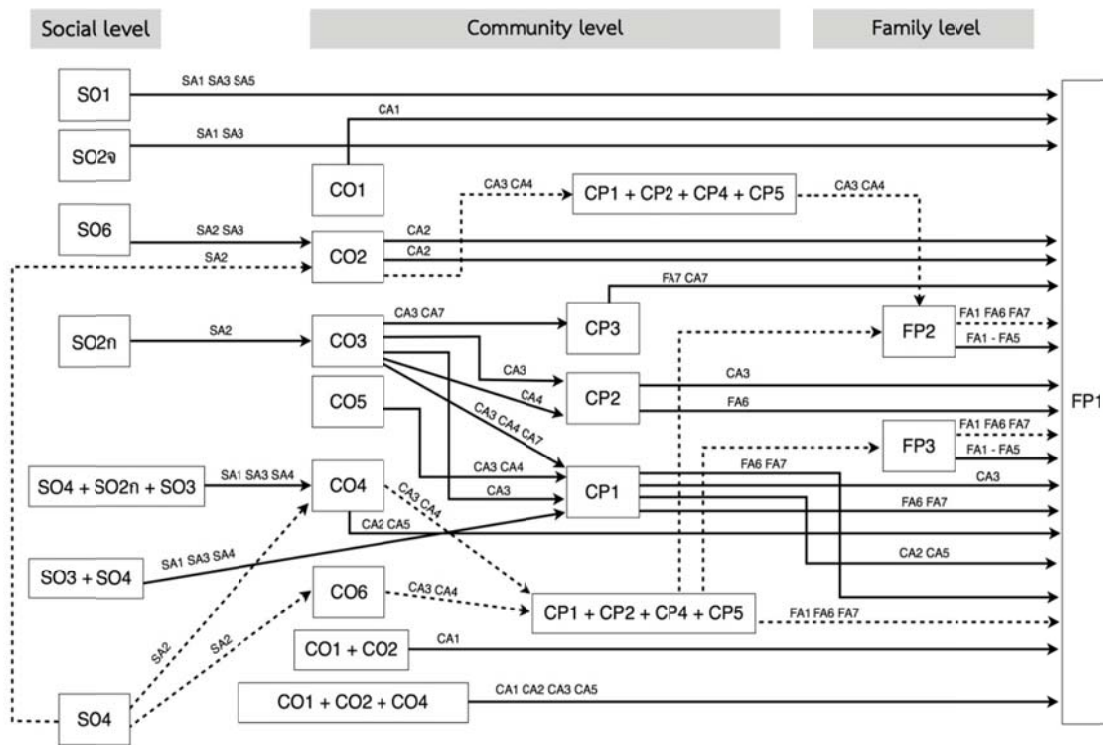 Social level
Community level
Family level
SO1
SA1 SA3 SA5
CA1
SO2จ
SA1 SA3
CO1
CA3 CA4
CP1 + CP2 + CP4 + CP5
CA3 CA4
SO6
SA2 SA3
CO2
CA2
CA2
SA2
FA7 CA7
SO2ก
SA2
CO3
CA3 CA7
CP3
FP2
FA1 FA6 FA7
FA1 - FA5
CA3
CA4
CP2
CA3
FA6
FP1
CO5
CA3 CA4 CA7
FP3
FA1 FA6 FA7
FA1 - FA5
CA3 CA4
CA3
CP1
FA6 FA7
CA3
FA6 FA7
SO4 + SO2ก + SO3
SA1 SA3 SA4
CO4
CA3 CA4
CA2 CA5
CA2 CA5
SO3 + SO4
SA1 SA3 SA4
CO6
CA3 CA4
CP1 + CP2 + CP4 + CP5
FA1 FA6 FA7
SA2
SA2
CO1 + CO2
CA1
SO4
CO1 + CO2 + CO4
CA1 CA2 CA3 CA5